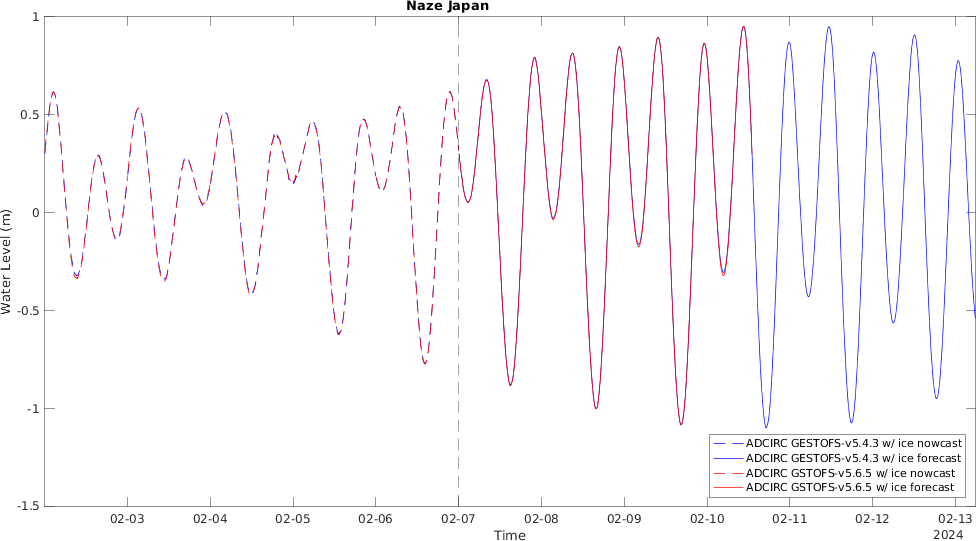 Naze Japan
Water Level (m)
1
0.5
0
-0.5
-1
-1.5
ADCIRC GESTOFS-v5.4.3 w/ ice nowcast
ADCIRC GESTOFS-v5.4.3 w/ ice forecast
ADCIRC GSTOFS-v5.6.5 w/ ice nowcast
ADCIRC GSTOFS-v5.6.5 w/ ice forecast
02-03 02-04 02-05 02-06 02-07 02-08 02-09 02-10 02-11 02-12 02-13
Time
2024